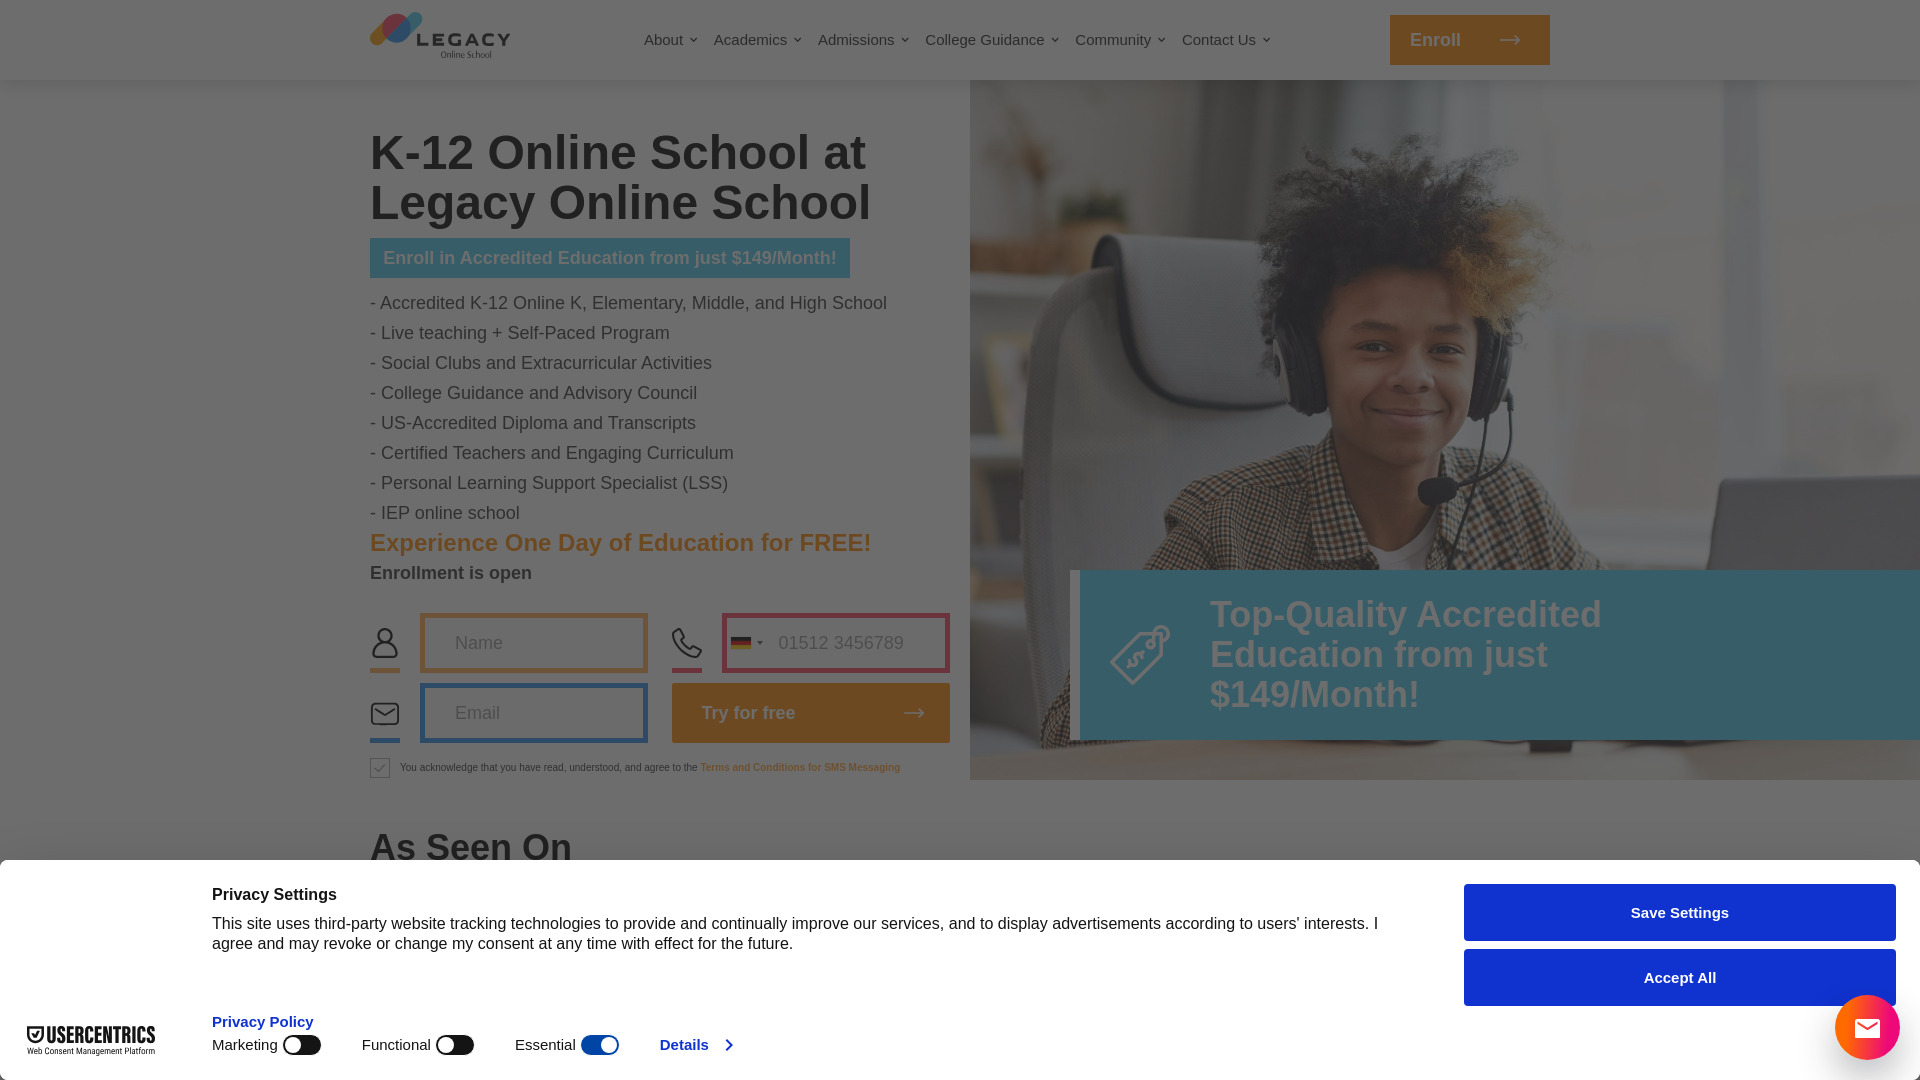 LEGACY
Online School
About
Academics
Admissions
College Guidance
Community
Contact Us
Enroll
K-12 Online School at
Legacy Online School
Enroll in Accredited Education from just $149/Month!
- Accredited K-12 Online K, Elementary, Middle, and High School
- Live teaching + Self-Paced Program
- Social Clubs and Extracurricular Activities
- College Guidance and Advisory Council
- US-Accredited Diploma and Transcripts
- Certified Teachers and Engaging Curriculum
- Personal Learning Support Specialist (LSS)
- IEP online school
Experience One Day of Education for FREE!
Enrollment is open
Name
01512 3456789
Email
Try for free
You acknowledge that you have read, understood, and agree to the Terms and Conditions for SMS Messaging
Top-Quality Accredited
Education from just
$149/Month!
As Seen On
Privacy Settings
This site uses third-party website tracking technologies to provide and continually improve our services, and to display advertisements according to users' interests. I
agree and may revoke or change my consent at any time with effect for the future.
Save Settings
Accept All
Privacy Policy
USERCENTRICS
Web Consent Management Platform
Marketing
Functional
Essential
Details